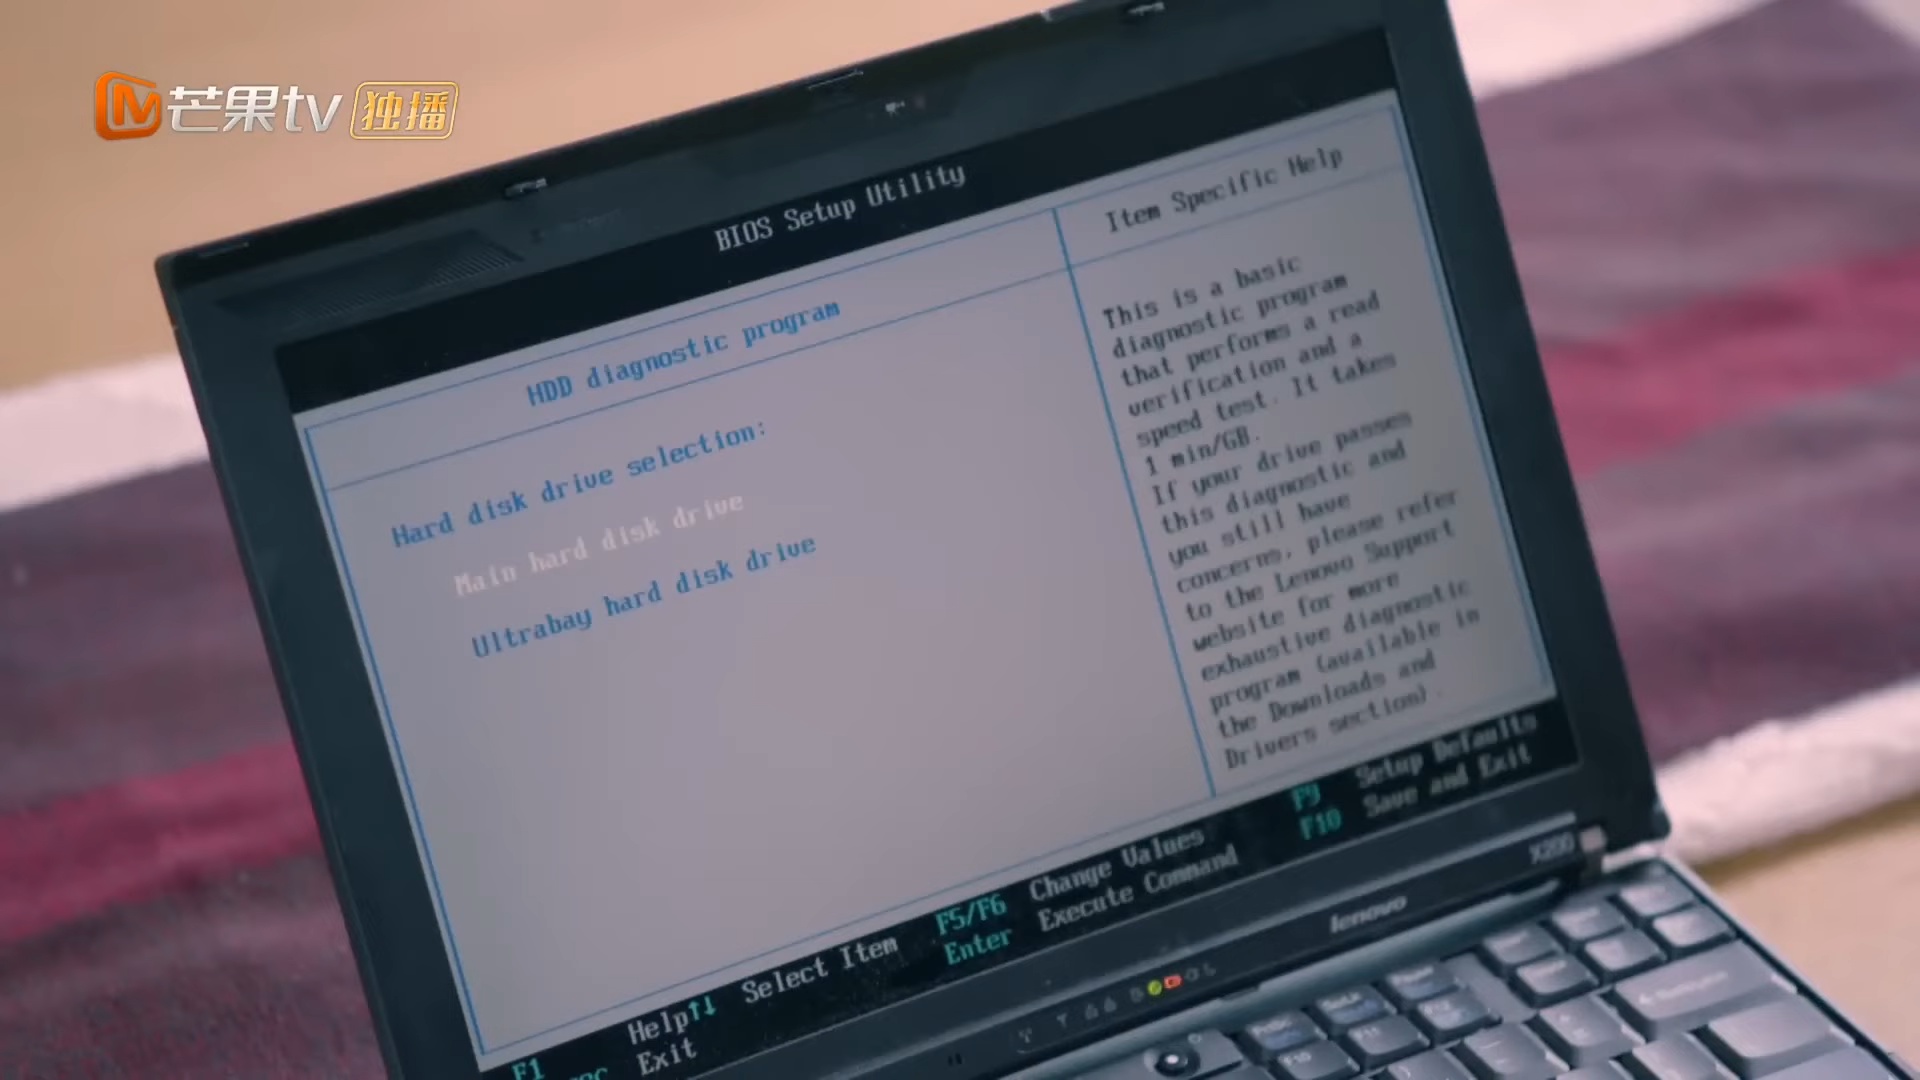 芒果tv 独播
BIOS Setup Utility
HDD diagnostic program
Item Specific Help
Hard disk drive selection:
Main hard disk drive
Ultrabay hard disk drive
This is a basic
diagnostic program
that performs a read
verification and a
speed test. It takes
1 min/GB.
If your drive passes
this diagnostic and
you still have
concerns, please refer
to the Lenovo Support
website for more
exhaustive diagnostic
program (available in
the Downloads and
Drivers section).
F1 Help ↑↓ Select Item F5/F6 Change Values F9 Setup Defaults
Exit Enter Execute Command F10 Save and Exit
X200
lenovo